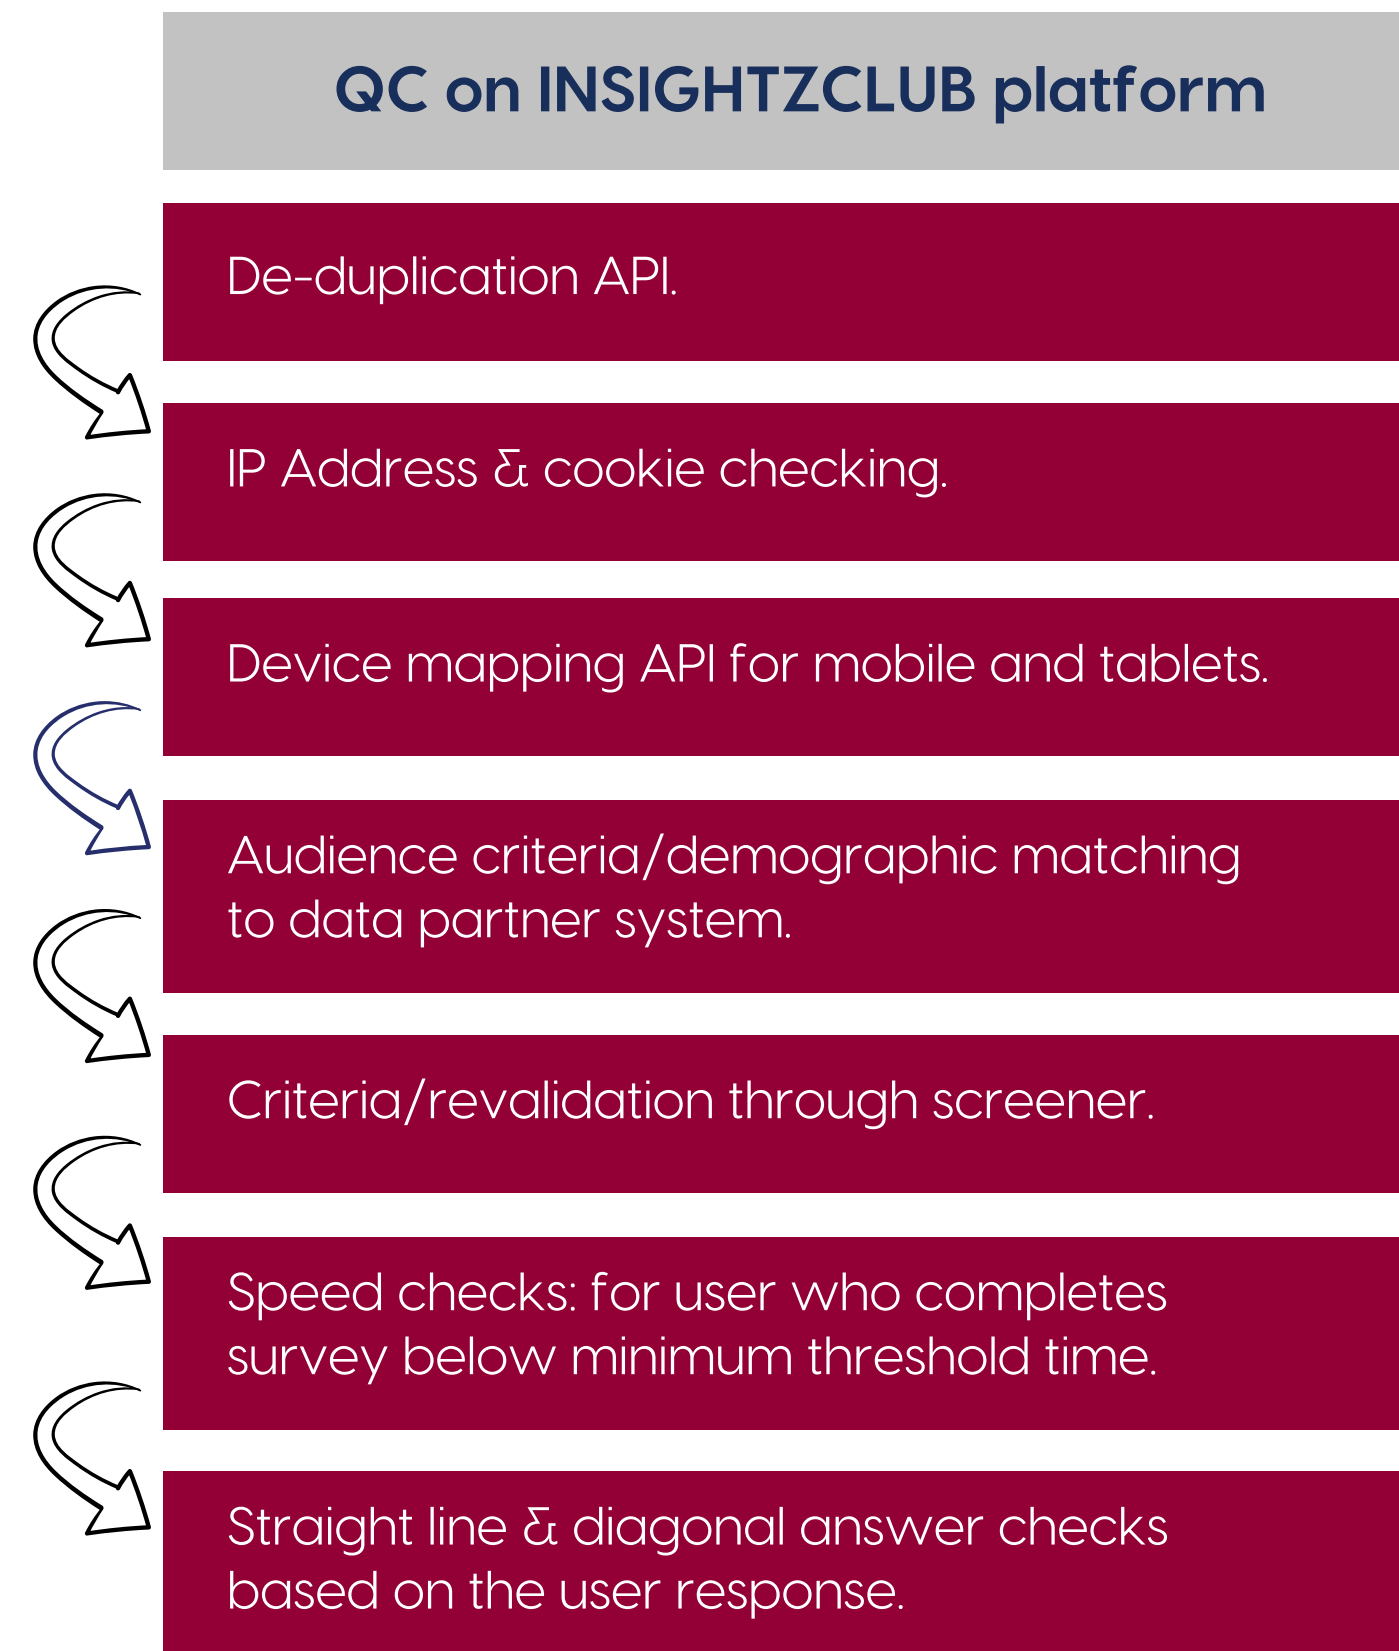 QC on INSIGHTZCLUB platform
De-duplication API.
IP Address & cookie checking.
Device mapping API for mobile and tablets.
Audience criteria/demographic matching
to data partner system.
Criteria/revalidation through screener.
Speed checks: for user who completes
survey below minimum threshold time.
Straight line & diagonal answer checks
based on the user response.